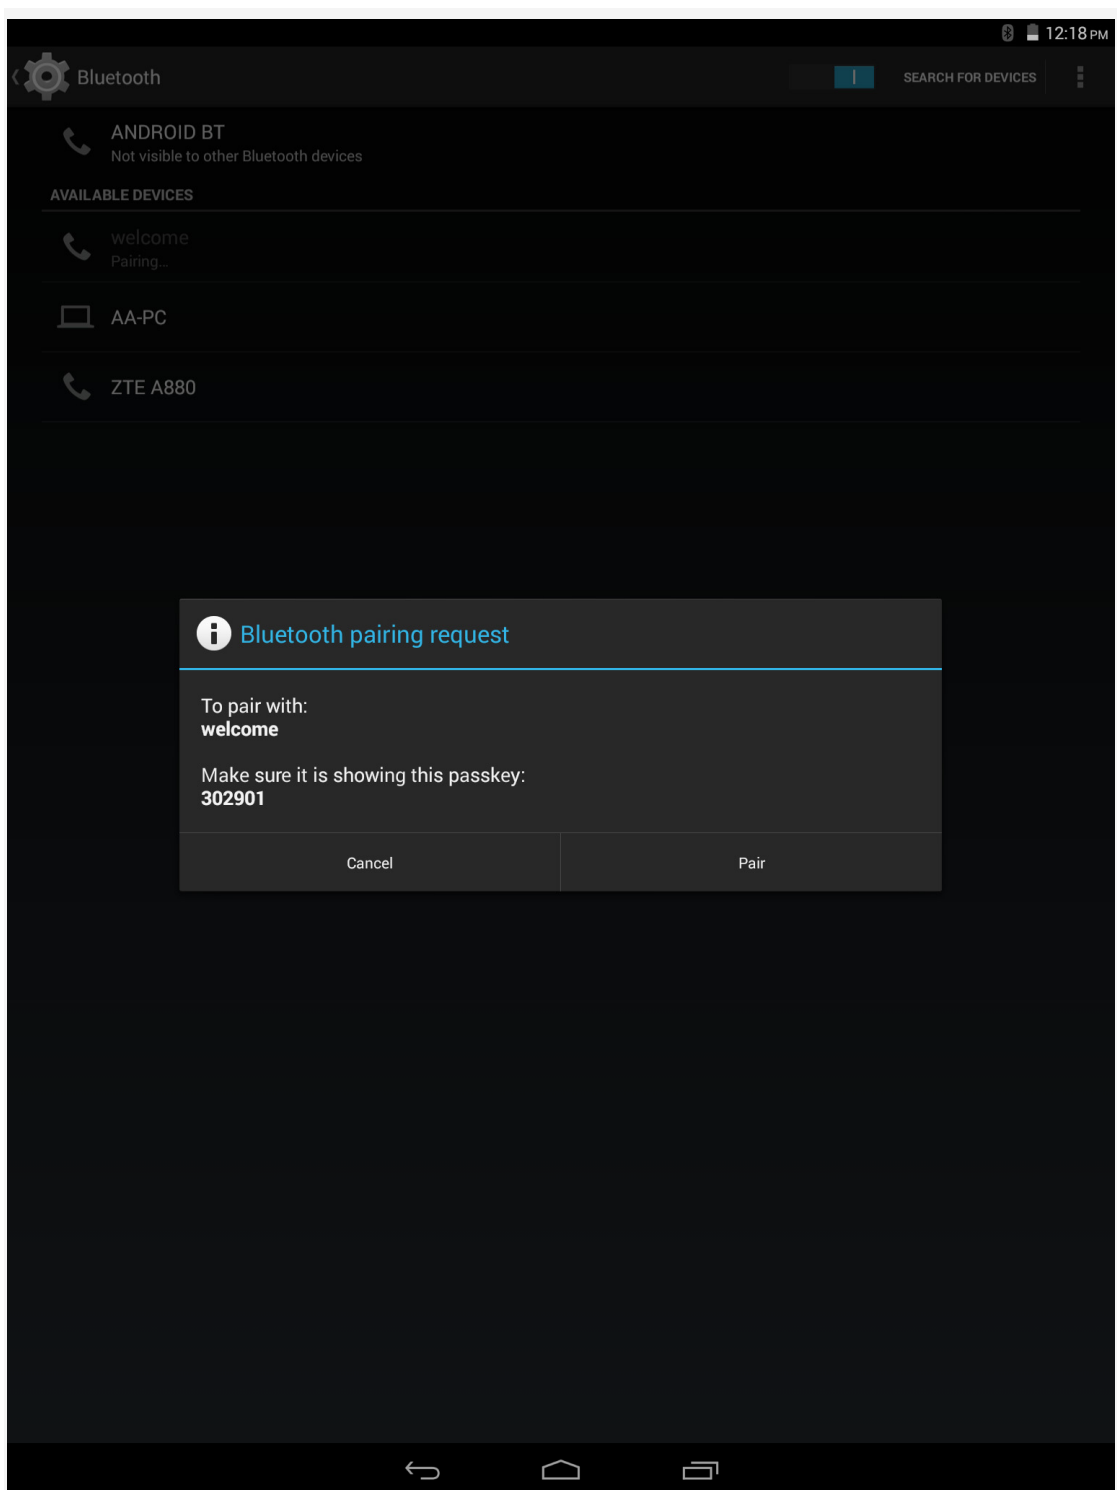 12:18 PM
Bluetooth
SEARCH FOR DEVICES
ANDROID BT
Not visible to other Bluetooth devices
AVAILABLE DEVICES
welcome
Pairing...
AA-PC
ZTE A880
Bluetooth pairing request
To pair with:
welcome
Make sure it is showing this passkey:
302901
Cancel Pair